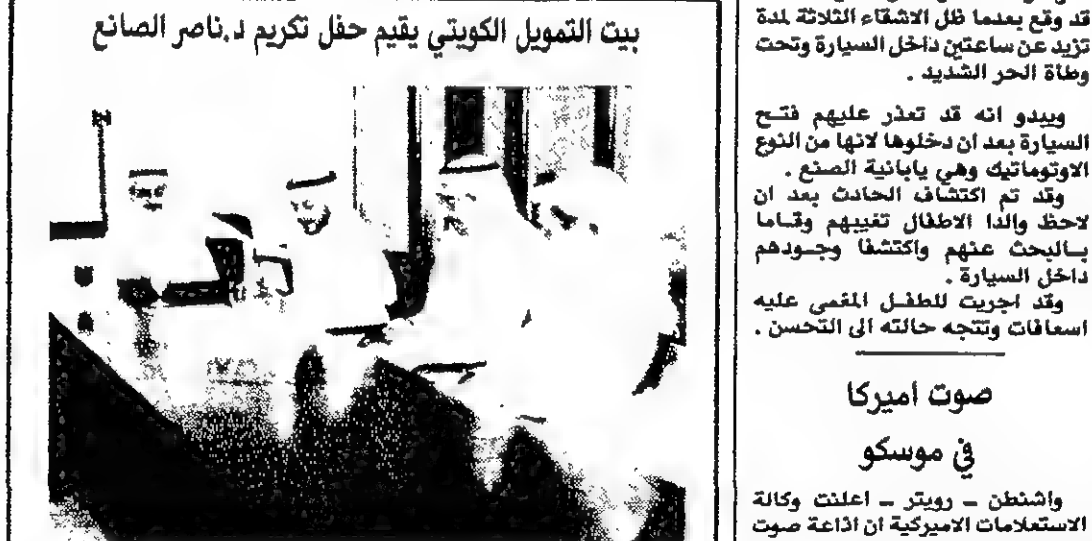 قد وقع بعدما ظل الاشقاء الثلاثة لمدة
تزيد عن ساعتين داخل السيارة وتحت
وطأة الحر الشديد .
ويبدو انه قد تعذر عليهم فتح
السيارة بعد ان دخلوها لانها من النوع
الاوتوماتيك وهي يابانية الصنع .
وقد تم اكتشاف الحادث بعد ان
لاحظ والدا الاطفال تغيبهم وقاما
بالبحث عنهم واكتشفا وجودهم
داخل السيارة .
وقد اجريت للطفل المغمى عليه
اسعافات وتتجه حالته الى التحسن .
صوت اميركا
في موسكو
واشنطن - رويتر - اعلنت وكالة
الاستعلامات الاميركية ان اذاعة صوت
بيت التمويل الكويتي يقيم حفل تكريم د.ناصر الصانع